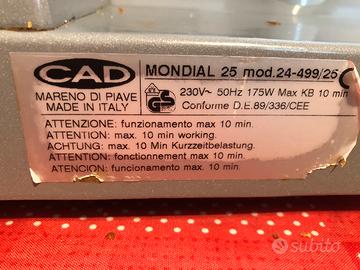 CAD
MONDIAL 25 mod.24-499/25
MARENO DI PIAVE
MADE IN ITALY
GS
230V~ 50Hz 175W Max KB 10 min
Conforme D.E.89/336/CEE
ATTENZIONE: funzionamento max 10 min.
ATTENTION: max. 10 min working.
ACHTUNG: max. 10 Min Kurzzeitbelastung.
ATTENTION: fonctionnement max 10 min.
ATENCION: funcionamento max 10 min.
subito